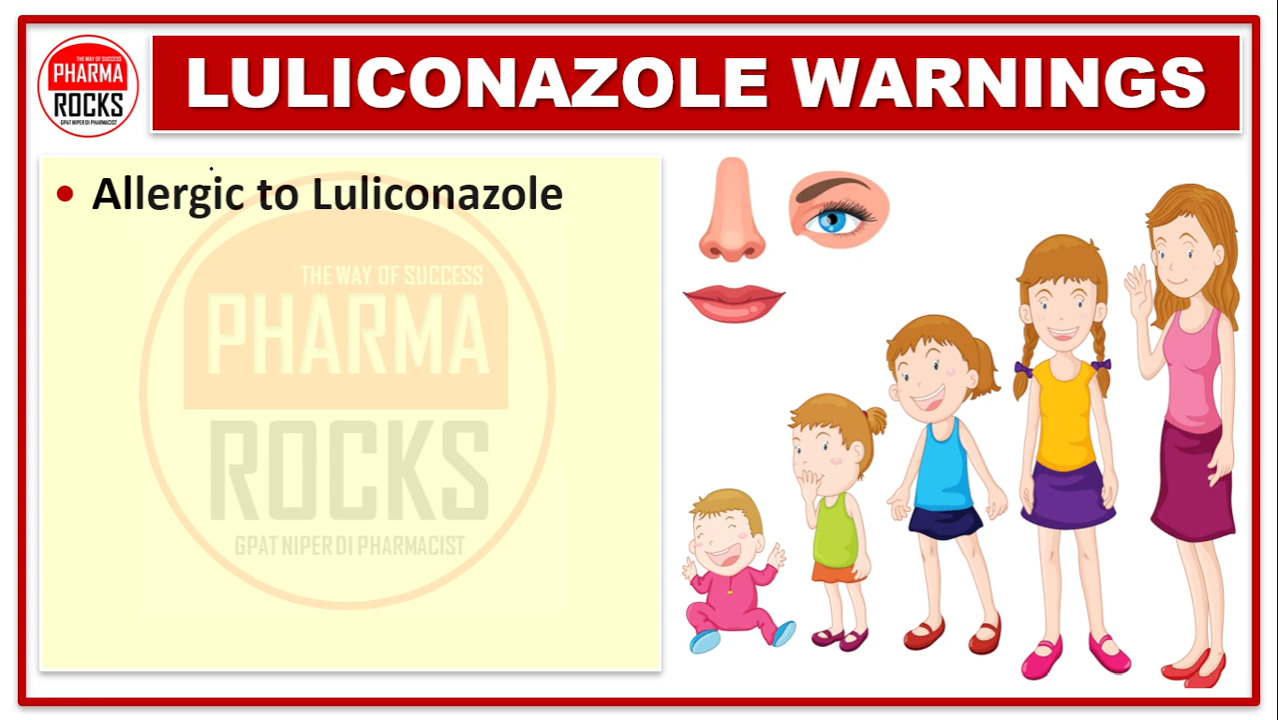 THE WAY OF SUCCESS
PHARMA
ROCKS
GPAT NIPER DI PHARMACIST
LULICONAZOLE WARNINGS
• Allergic to Luliconazole
THE WAY OF SUCCESS
PHARMA
ROCKS
GPAT NIPER DI PHARMACIST